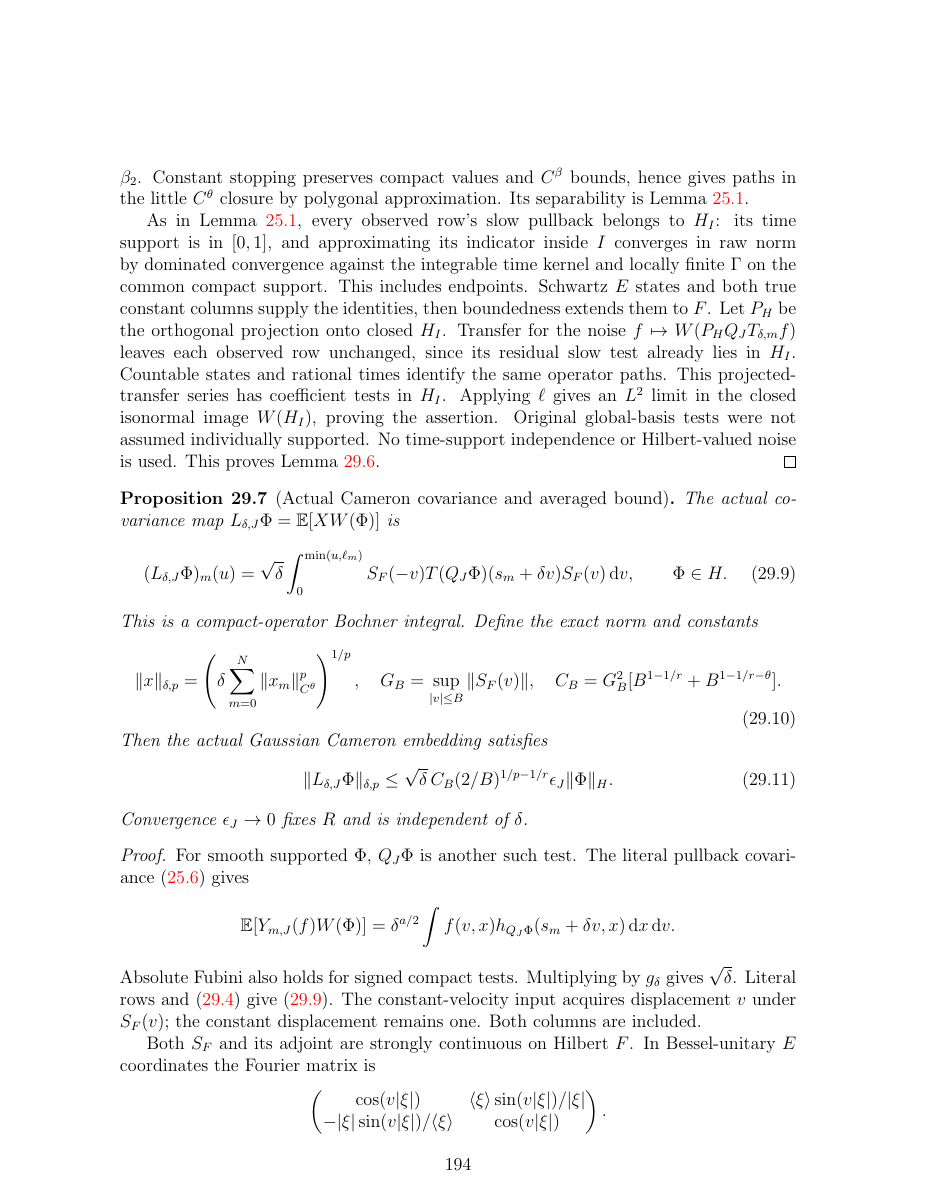 β₂. Constant stopping preserves compact values and C^β bounds, hence gives paths in
the little C^θ closure by polygonal approximation. Its separability is Lemma 25.1.
As in Lemma 25.1, every observed row's slow pullback belongs to H_I: its time
support is in [0, 1], and approximating its indicator inside I converges in raw norm
by dominated convergence against the integrable time kernel and locally finite Γ on the
common compact support. This includes endpoints. Schwartz E states and both true
constant columns supply the identities, then boundedness extends them to F. Let P_H be
the orthogonal projection onto closed H_I. Transfer for the noise f ↦ W(P_H Q_J T_{δ,m} f)
leaves each observed row unchanged, since its residual slow test already lies in H_I.
Countable states and rational times identify the same operator paths. This projected-
transfer series has coefficient tests in H_I. Applying ℓ gives an L² limit in the closed
isonormal image W(H_I), proving the assertion. Original global-basis tests were not
assumed individually supported. No time-support independence or Hilbert-valued noise
is used. This proves Lemma 29.6. □
Proposition 29.7 (Actual Cameron covariance and averaged bound). The actual co-
variance map L_{δ,J}Φ = 𝔼[XW(Φ)] is
(L_{δ,J}Φ)_m(u) = √δ ∫_0^{min(u,ℓ_m)} S_F(−v)T(Q_JΦ)(s_m + δv)S_F(v) dv, Φ ∈ H. (29.9)
This is a compact-operator Bochner integral. Define the exact norm and constants
‖x‖_{δ,p} = (δ ∑_{m=0}^{N} ‖x_m‖^p_{C^θ})^{1/p}, G_B = sup_{|v|≤B} ‖S_F(v)‖, C_B = G_B^2[B^{1−1/r} + B^{1−1/r−θ}].
(29.10)
Then the actual Gaussian Cameron embedding satisfies
‖L_{δ,J}Φ‖_{δ,p} ≤ √δ C_B(2/B)^{1/p−1/r}ϵ_J‖Φ‖_H. (29.11)
Convergence ϵ_J → 0 fixes R and is independent of δ.
Proof. For smooth supported Φ, Q_JΦ is another such test. The literal pullback covari-
ance (25.6) gives
𝔼[Y_{m,J}(f)W(Φ)] = δ^{a/2} ∫ f(v, x)h_{Q_JΦ}(s_m + δv, x) dx dv.
Absolute Fubini also holds for signed compact tests. Multiplying by g_δ gives √δ. Literal
rows and (29.4) give (29.9). The constant-velocity input acquires displacement v under
S_F(v); the constant displacement remains one. Both columns are included.
Both S_F and its adjoint are strongly continuous on Hilbert F. In Bessel-unitary E
coordinates the Fourier matrix is
( cos(v|ξ|) ⟨ξ⟩ sin(v|ξ|)/|ξ|
−|ξ| sin(v|ξ|)/⟨ξ⟩ cos(v|ξ|) ).
194